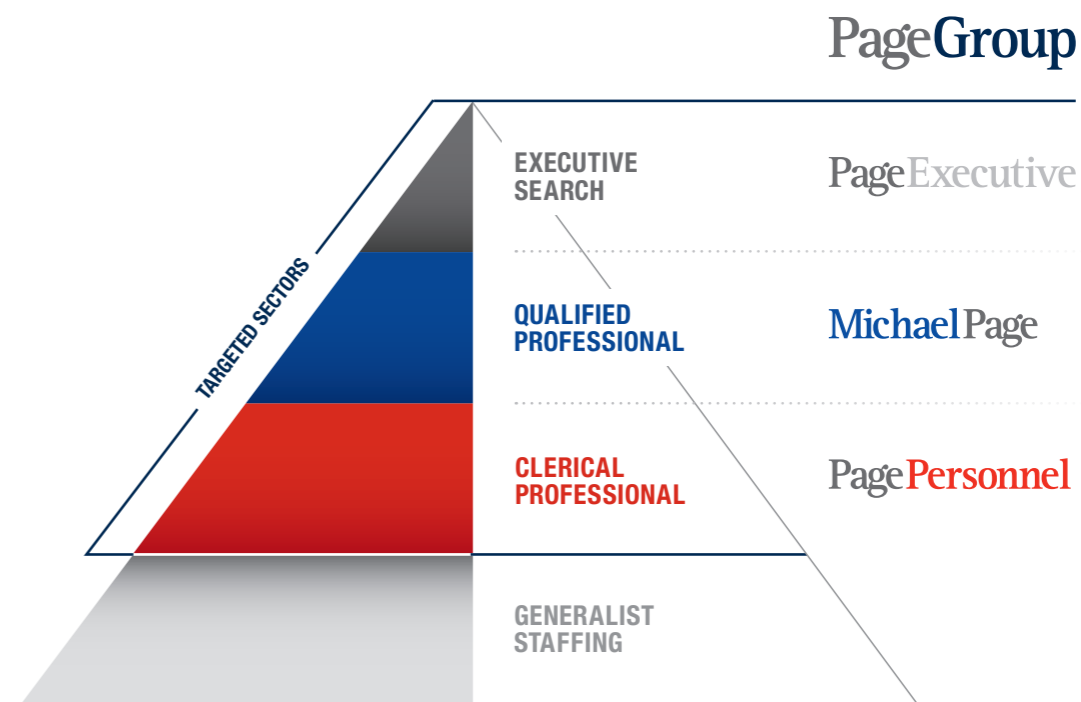 PageGroup
EXECUTIVE
SEARCH
PageExecutive
TARGETED SECTORS
QUALIFIED
PROFESSIONAL
MichaelPage
CLERICAL
PROFESSIONAL
PagePersonnel
GENERALIST
STAFFING